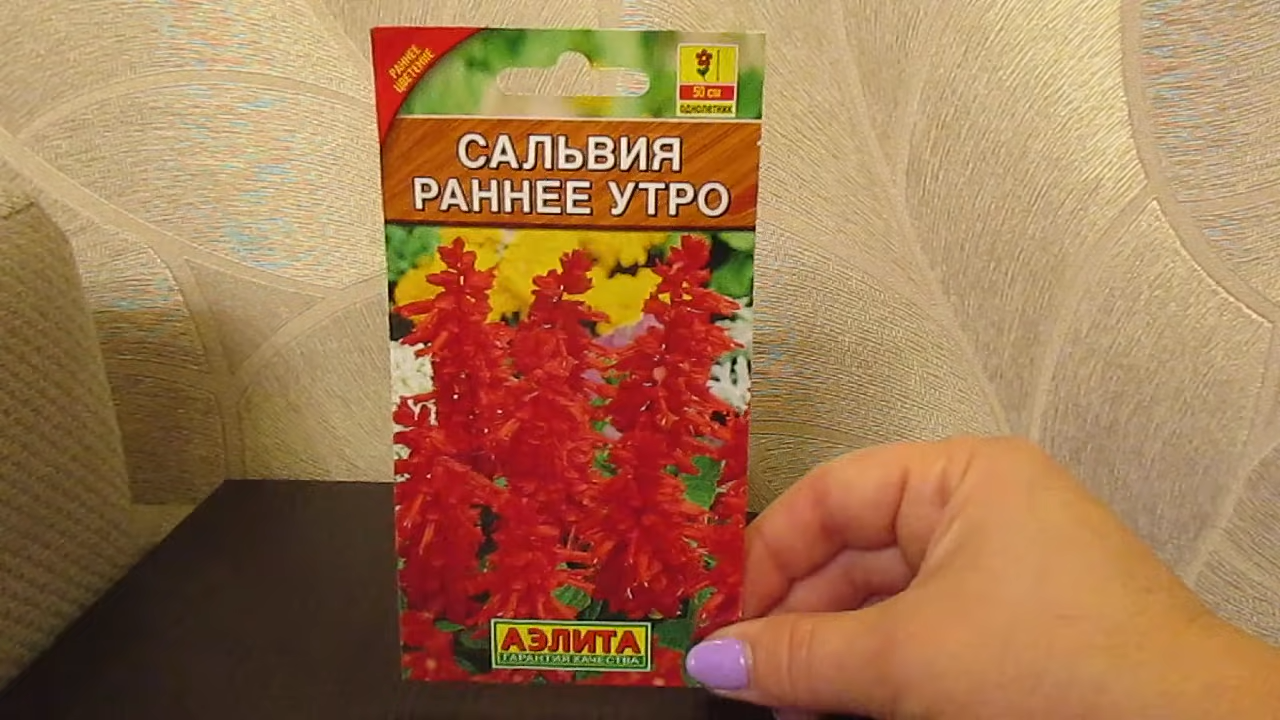 РАННЕЕ
ЦВЕТЕНИЕ
50 см
однолетник
САЛЬВИЯ
РАННЕЕ УТРО
АЭЛИТА
ГАРАНТИЯ КАЧЕСТВА